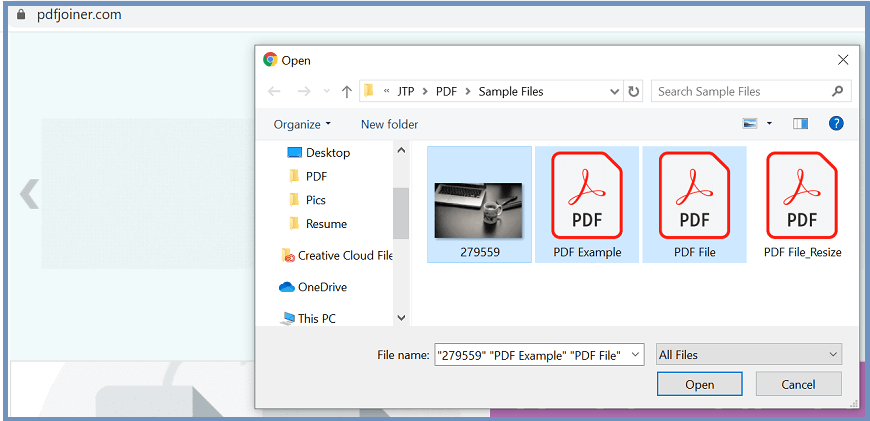 pdfjoiner.com
Open
« JTP > PDF > Sample Files
Search Sample Files
Organize
New folder
?
Desktop
PDF
Pics
Resume
Creative Cloud File
OneDrive
This PC
279559
PDF
PDF Example
PDF
PDF File
PDF
PDF File_Resize
File name:
"279559" "PDF Example" "PDF File"
All Files
Open
Cancel